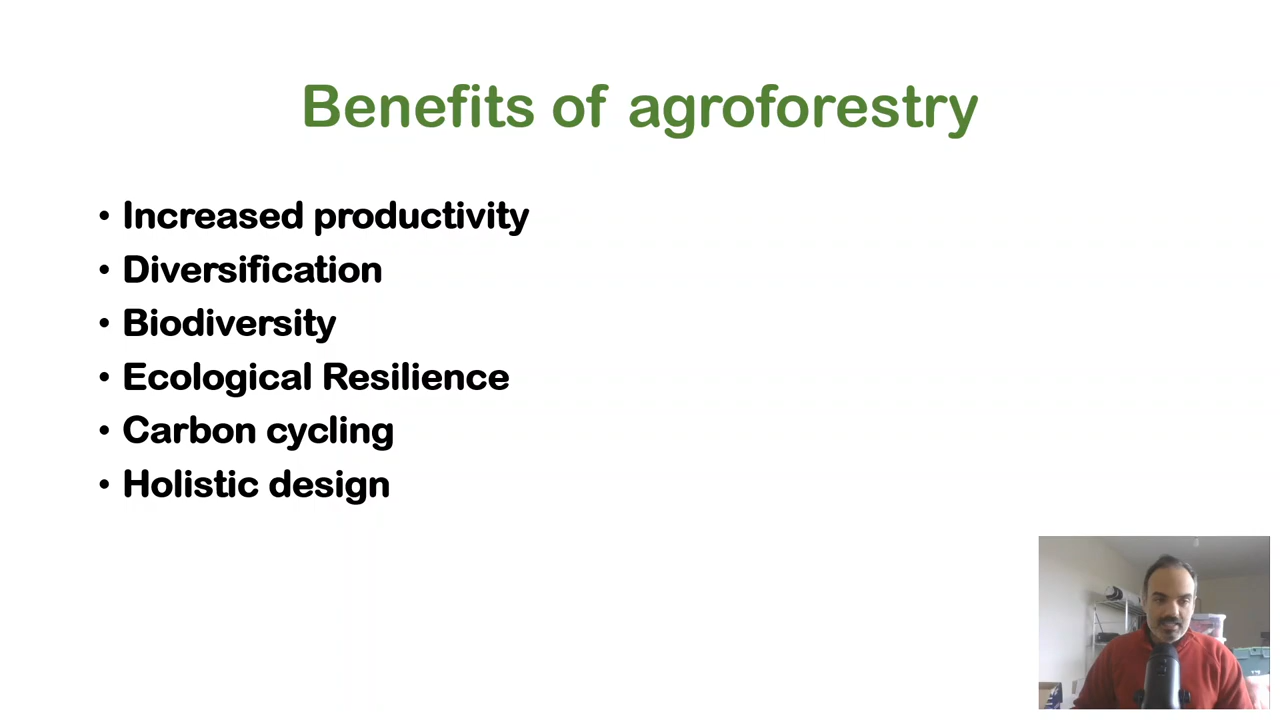 Benefits of agroforestry
• Increased productivity
• Diversification
• Biodiversity
• Ecological Resilience
• Carbon cycling
• Holistic design